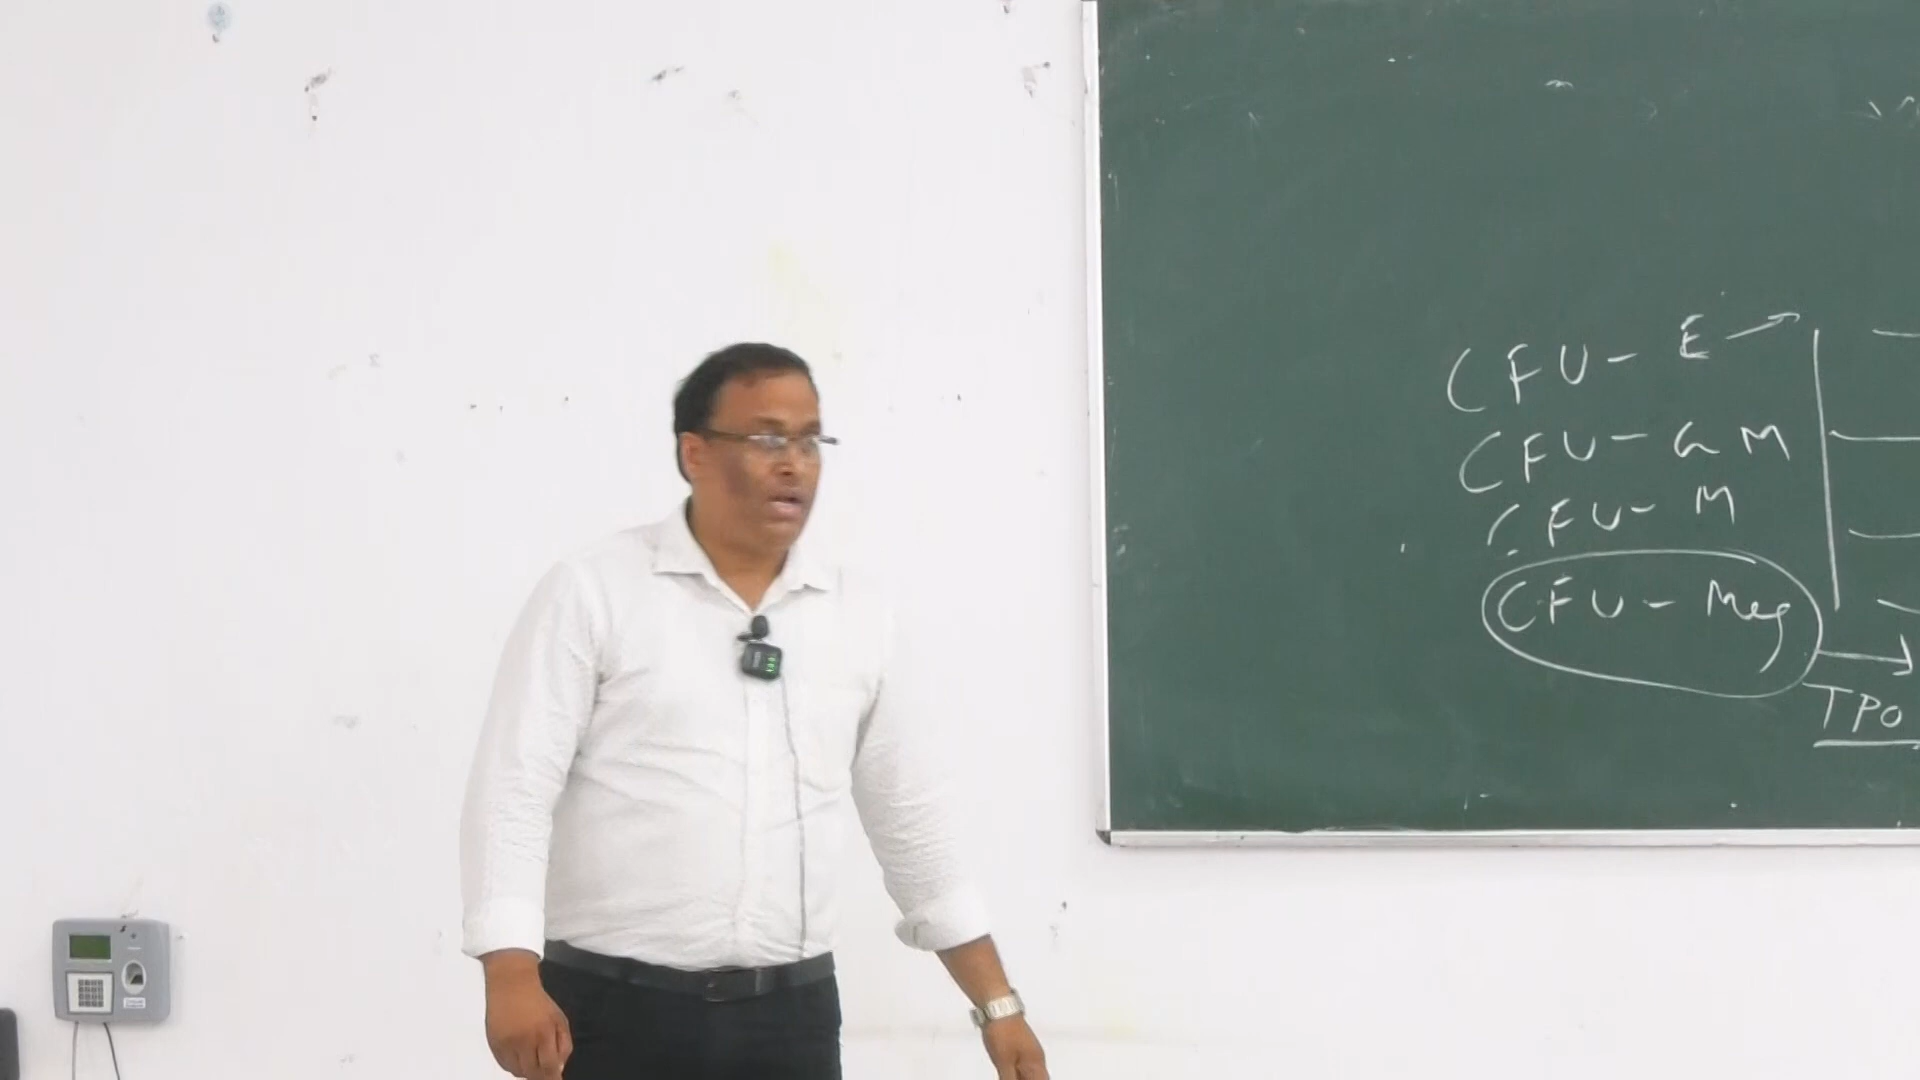 CFU - E
CFU - GM
CFU - M
CFU - Meg
TPO